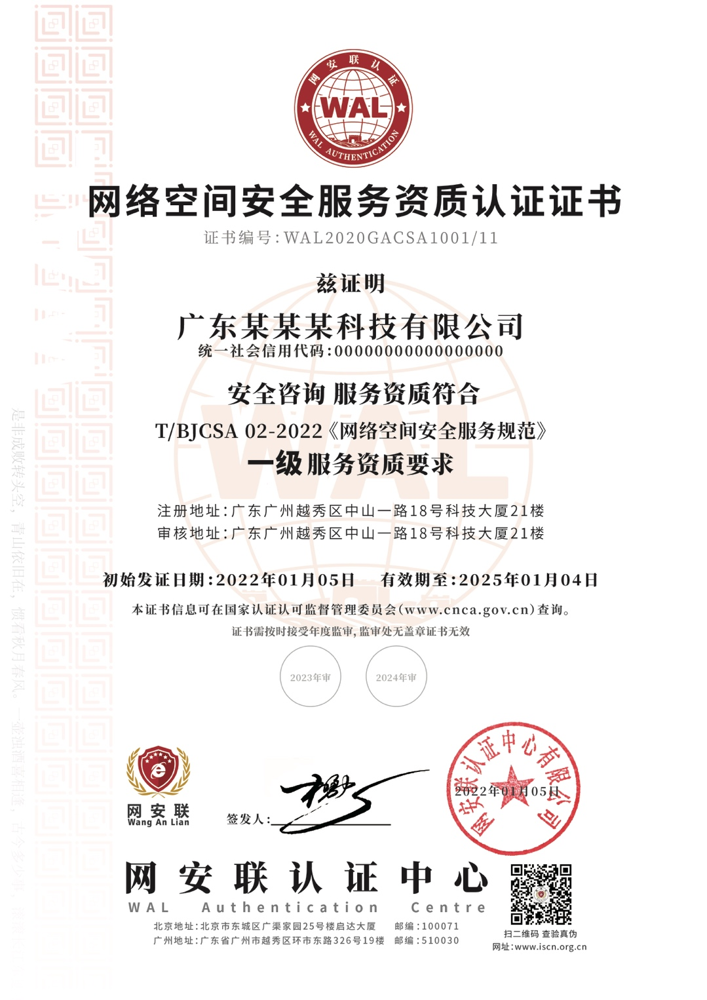 网安联认证
WAL
WAL AUTHENTICATION
网络空间安全服务资质认证证书
证书编号:WAL2020GACSA1001/11
兹证明
广东某某某科技有限公司
统一社会信用代码:000000000000000000
安全咨询 服务资质符合
T/BJCSA 02-2022《网络空间安全服务规范》
一级服务资质要求
注册地址:广东广州越秀区中山一路18号科技大厦21楼
审核地址:广东广州越秀区中山一路18号科技大厦21楼
初始发证日期:2022年01月05日 有效期至:2025年01月04日
本证书信息可在国家认证认可监督管理委员会(www.cnca.gov.cn)查询。
证书需按时接受年度监审,监审处无盖章证书无效
2023年审 2024年审
网安联
Wang An Lian
签发人:
网安联认证中心有限公司
2022年01月05日
网安联认证中心
WAL Authentication Centre
北京地址:北京市东城区广渠家园25号楼启达大厦 邮编:100071
广州地址:广东省广州市越秀区环市东路326号19楼 邮编:510030
扫二维码 查验真伪
网址:www.iscn.org.cn
是非成败转头空，青山依旧在，惯看秋月春风。一壶浊酒喜相逢，古今多少事